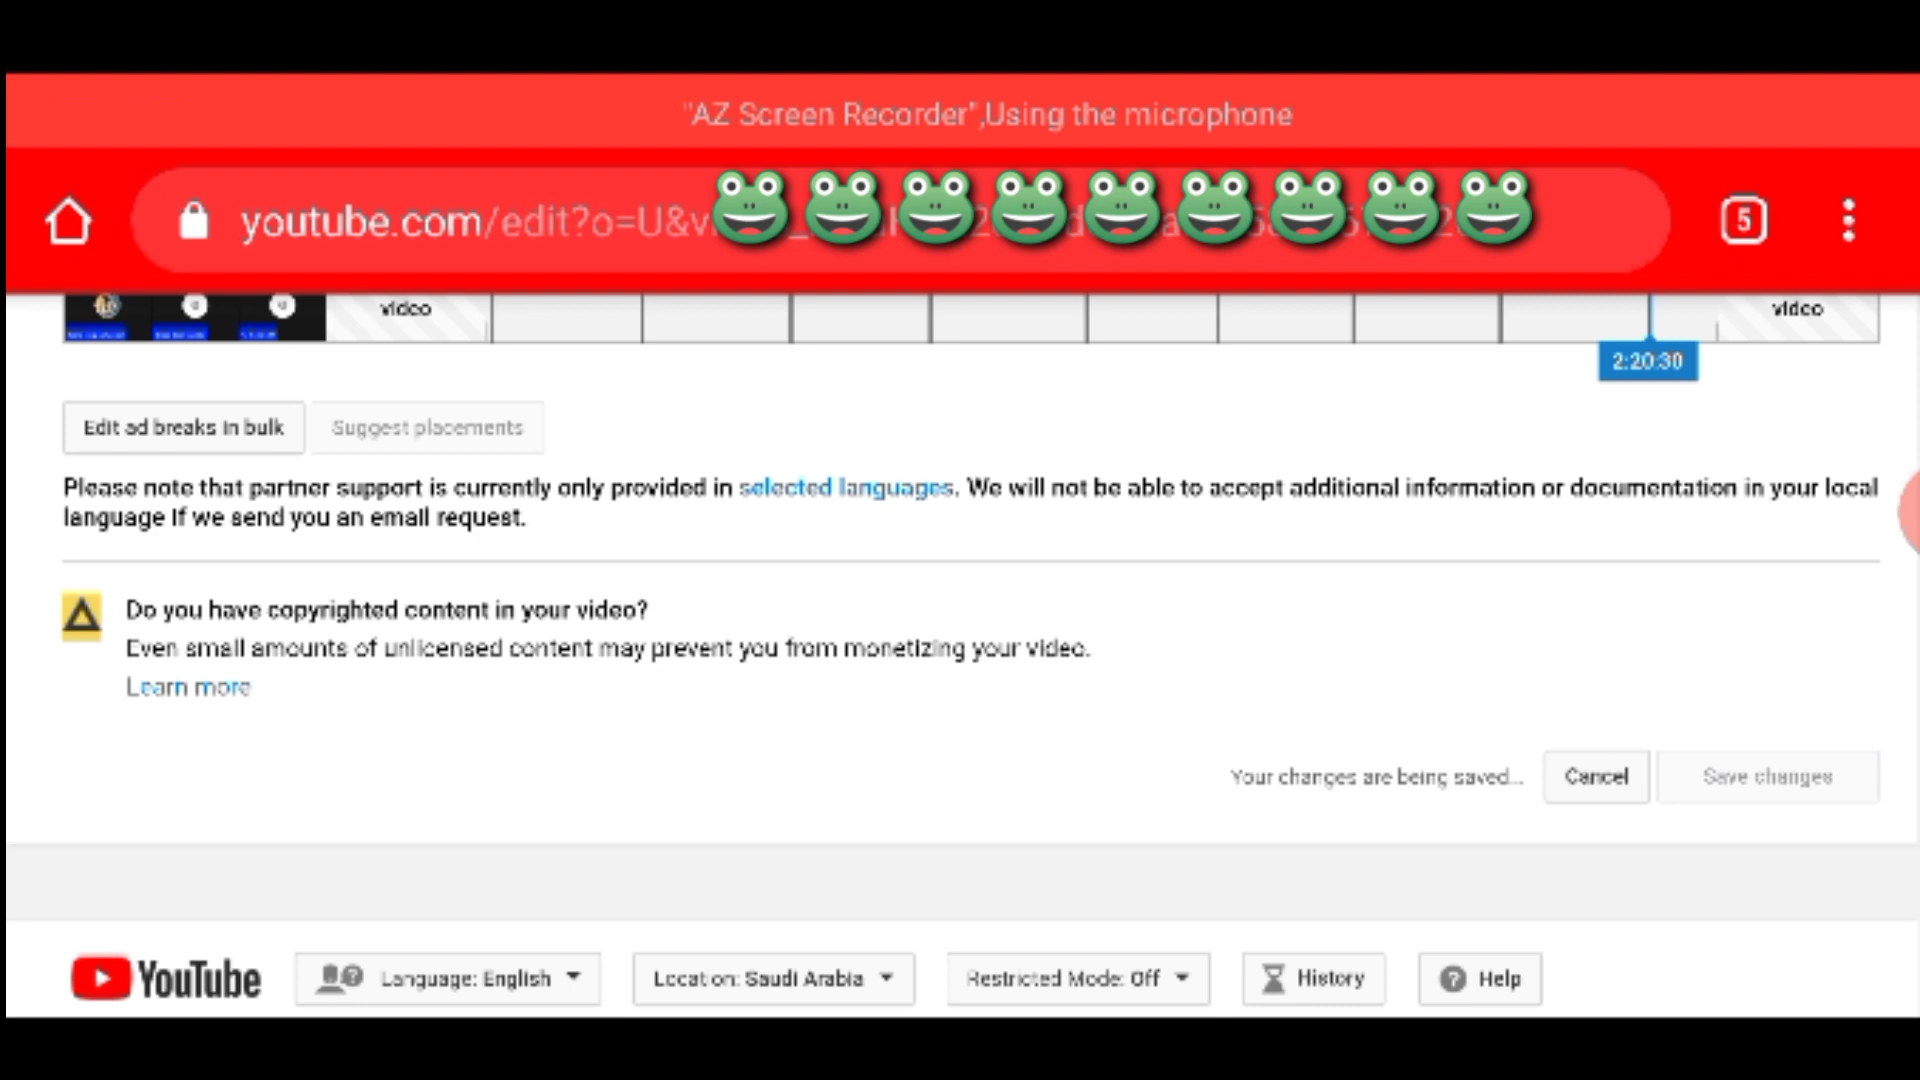 "AZ Screen Recorder",Using the microphone
youtube.com/edit?o=U&v
5
video
video
2:20:30
Edit ad breaks in bulk
Suggest placements
Please note that partner support is currently only provided in selected languages. We will not be able to accept additional information or documentation in your local
language if we send you an email request.
Do you have copyrighted content in your video?
Even small amounts of unlicensed content may prevent you from monetizing your video.
Learn more
Your changes are being saved...
Cancel
Save changes
YouTube
Language: English
Location: Saudi Arabia
Restricted Mode: Off
History
Help